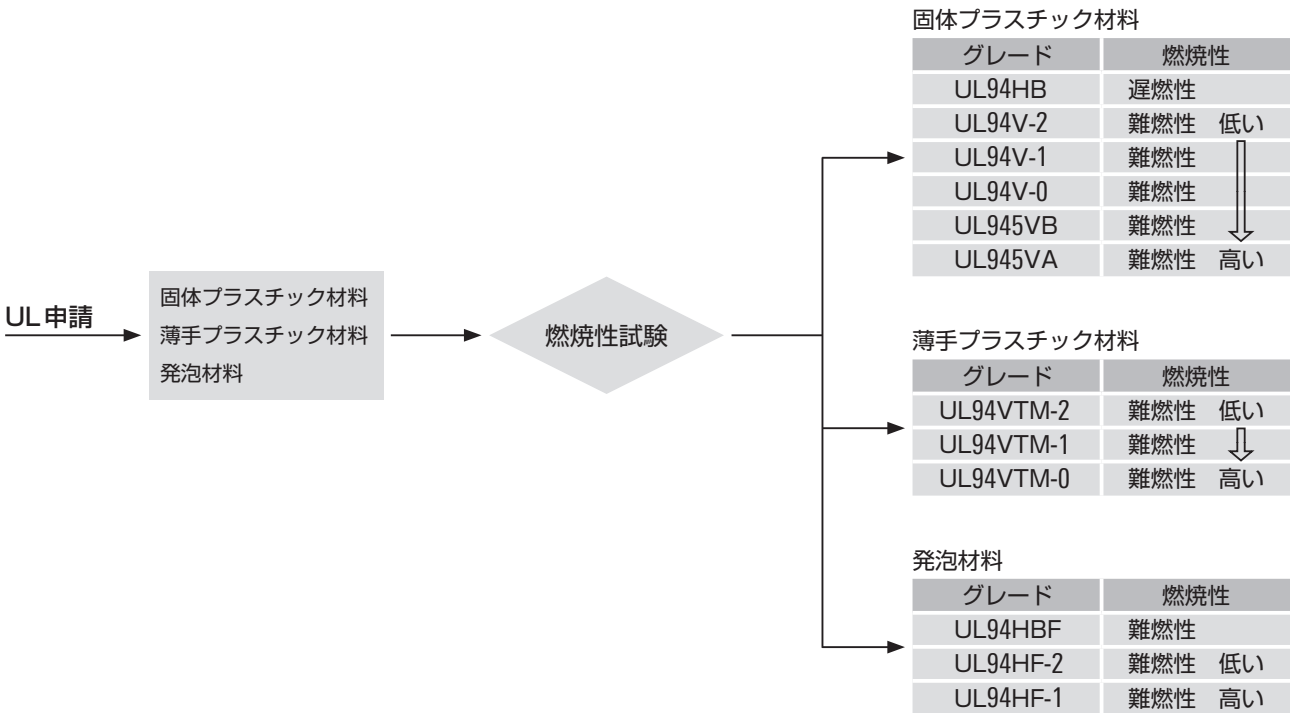 UL申請
固体プラスチック材料
薄手プラスチック材料
発泡材料
燃焼性試験
固体プラスチック材料
グレード 燃焼性
UL94HB 遅燃性
UL94V-2 難燃性 低い
UL94V-1 難燃性
UL94V-0 難燃性
UL945VB 難燃性
UL945VA 難燃性 高い
薄手プラスチック材料
グレード 燃焼性
UL94VTM-2 難燃性 低い
UL94VTM-1 難燃性
UL94VTM-0 難燃性 高い
発泡材料
グレード 燃焼性
UL94HBF 難燃性
UL94HF-2 難燃性 低い
UL94HF-1 難燃性 高い